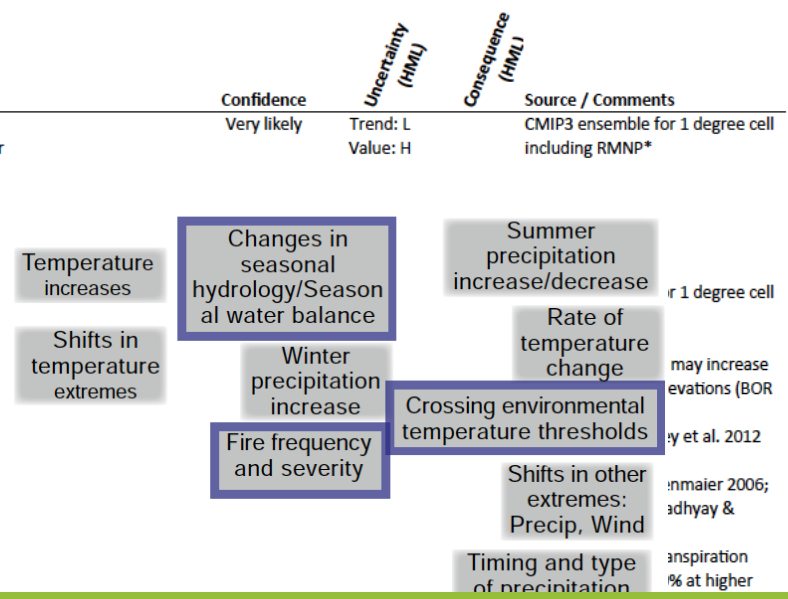 Uncertainty
(HML)
Consequence
(HML)
Confidence
Source / Comments
Very likely
Trend: L
CMIP3 ensemble for 1 degree cell
r
Value: H
including RMNP*
Temperature
increases
Changes in
seasonal
hydrology/Season
al water balance
Summer
precipitation
increase/decrease
r 1 degree cell
Shifts in
temperature
extremes
Winter
precipitation
increase
Rate of
temperature
change
may increase
evations (BOR
Crossing environmental
temperature thresholds
ey et al. 2012
Fire frequency
and severity
Shifts in other
extremes:
Precip, Wind
enmaier 2006;
adhyay &
Timing and type
of precipitation
anspiration
% at higher